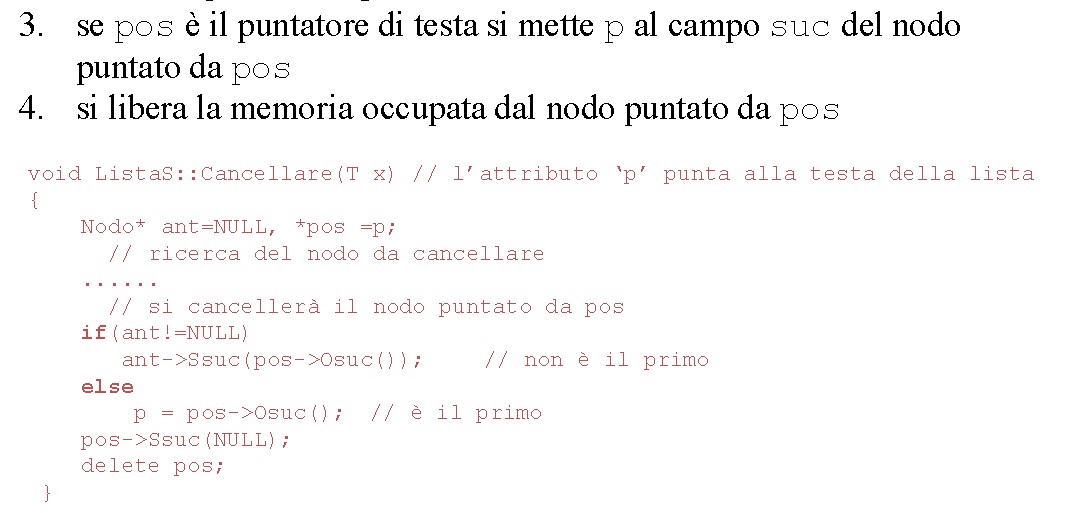 3. se pos è il puntatore di testa si mette p al campo suc del nodo
puntato da pos
4. si libera la memoria occupata dal nodo puntato da pos
void ListaS::Cancellare(T x) // l'attributo ‘p’ punta alla testa della lista
{
Nodo* ant=NULL, *pos =p;
// ricerca del nodo da cancellare
......
// si cancellerà il nodo puntato da pos
if(ant!=NULL)
ant->Ssuc(pos->Osuc()); // non è il primo
else
p = pos->Osuc(); // è il primo
pos->Ssuc(NULL);
delete pos;
}